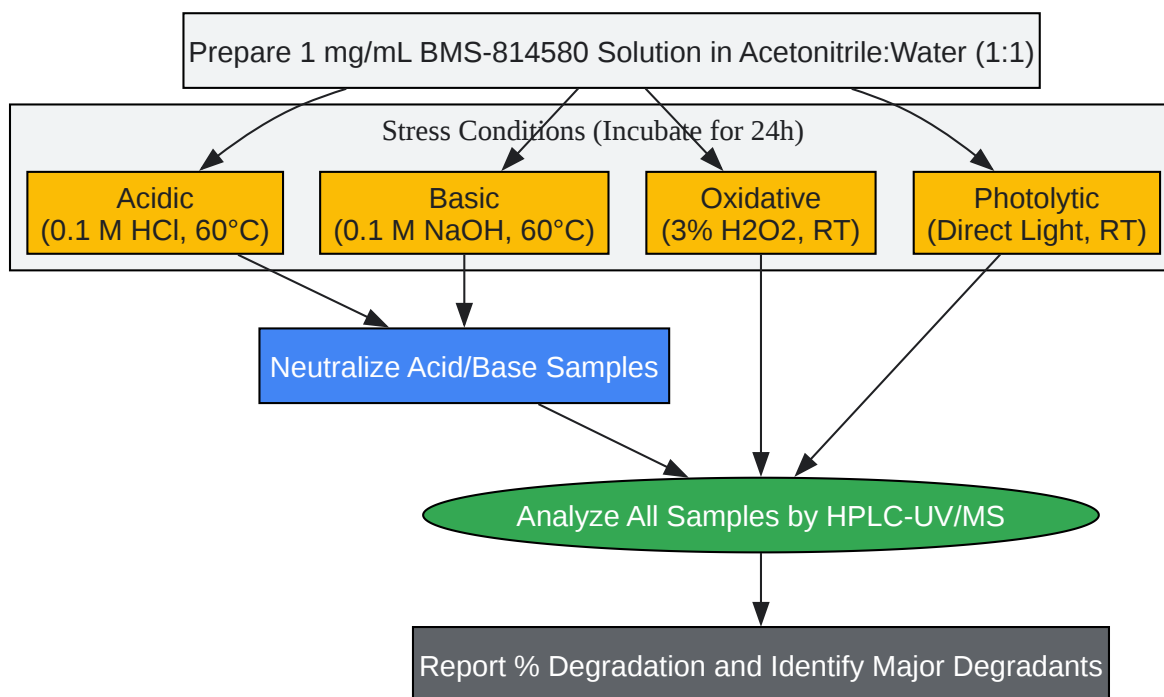 Prepare 1 mg/mL BMS-814580 Solution in Acetonitrile:Water (1:1)
Stress Conditions (Incubate for 24h)
Acidic
(0.1 M HCl, 60°C)
Basic
(0.1 M NaOH, 60°C)
Oxidative
(3% H2O2, RT)
Photolytic
(Direct Light, RT)
Neutralize Acid/Base Samples
Analyze All Samples by HPLC-UV/MS
Report % Degradation and Identify Major Degradants